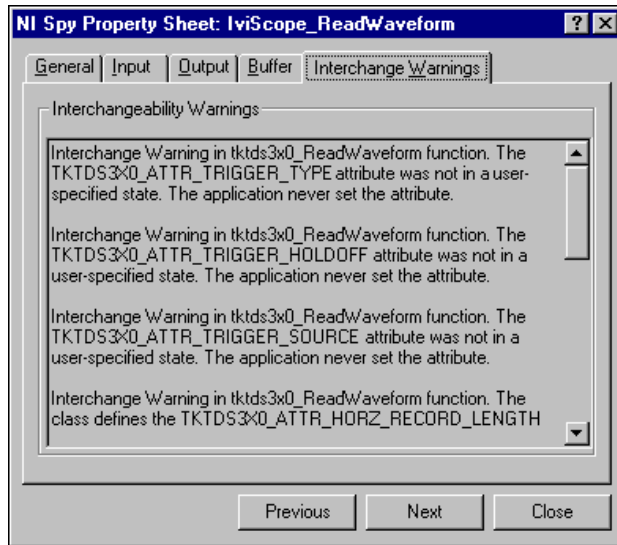 NI Spy Property Sheet: IviScope_ReadWaveform
General Input Output Buffer Interchange Warnings
Interchangeability Warnings
Interchange Warning in tktds3x0_ReadWaveform function. The
TKTDS3X0_ATTR_TRIGGER_TYPE attribute was not in a user-
specified state. The application never set the attribute.
Interchange Warning in tktds3x0_ReadWaveform function. The
TKTDS3X0_ATTR_TRIGGER_HOLDOFF attribute was not in a
user-specified state. The application never set the attribute.
Interchange Warning in tktds3x0_ReadWaveform function. The
TKTDS3X0_ATTR_TRIGGER_SOURCE attribute was not in a
user-specified state. The application never set the attribute.
Interchange Warning in tktds3x0_ReadWaveform function. The
class defines the TKTDS3X0_ATTR_HORZ_RECORD_LENGTH
Previous Next Close